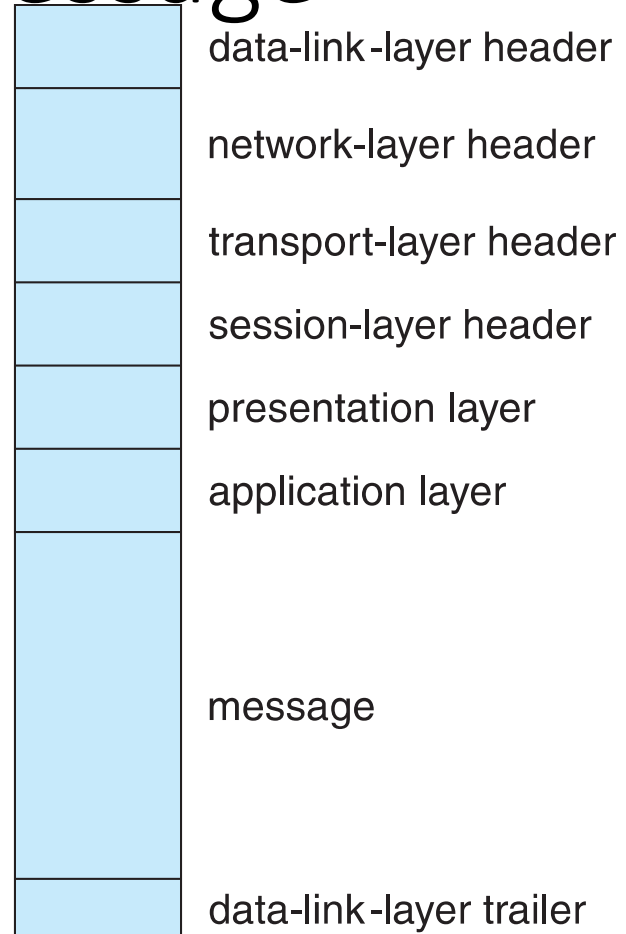 data-link-layer header
network-layer header
transport-layer header
session-layer header
presentation layer
application layer
message
data-link-layer trailer